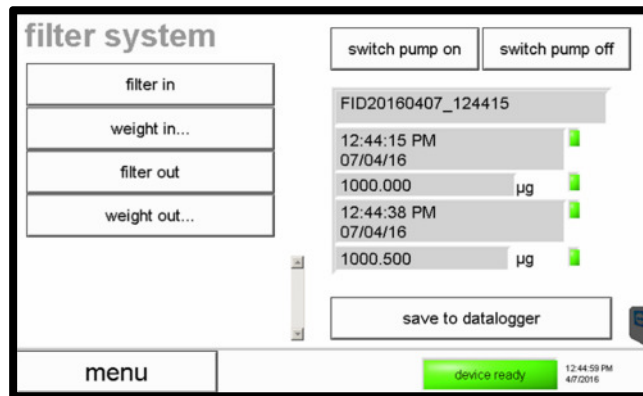 filter system
switch pump on
switch pump off
filter in
weight in...
filter out
weight out...
FID20160407_124415
12:44:15 PM
07/04/16
1000.000 µg
12:44:38 PM
07/04/16
1000.500 µg
save to datalogger
menu
device ready
12:44:59 PM
4/7/2016